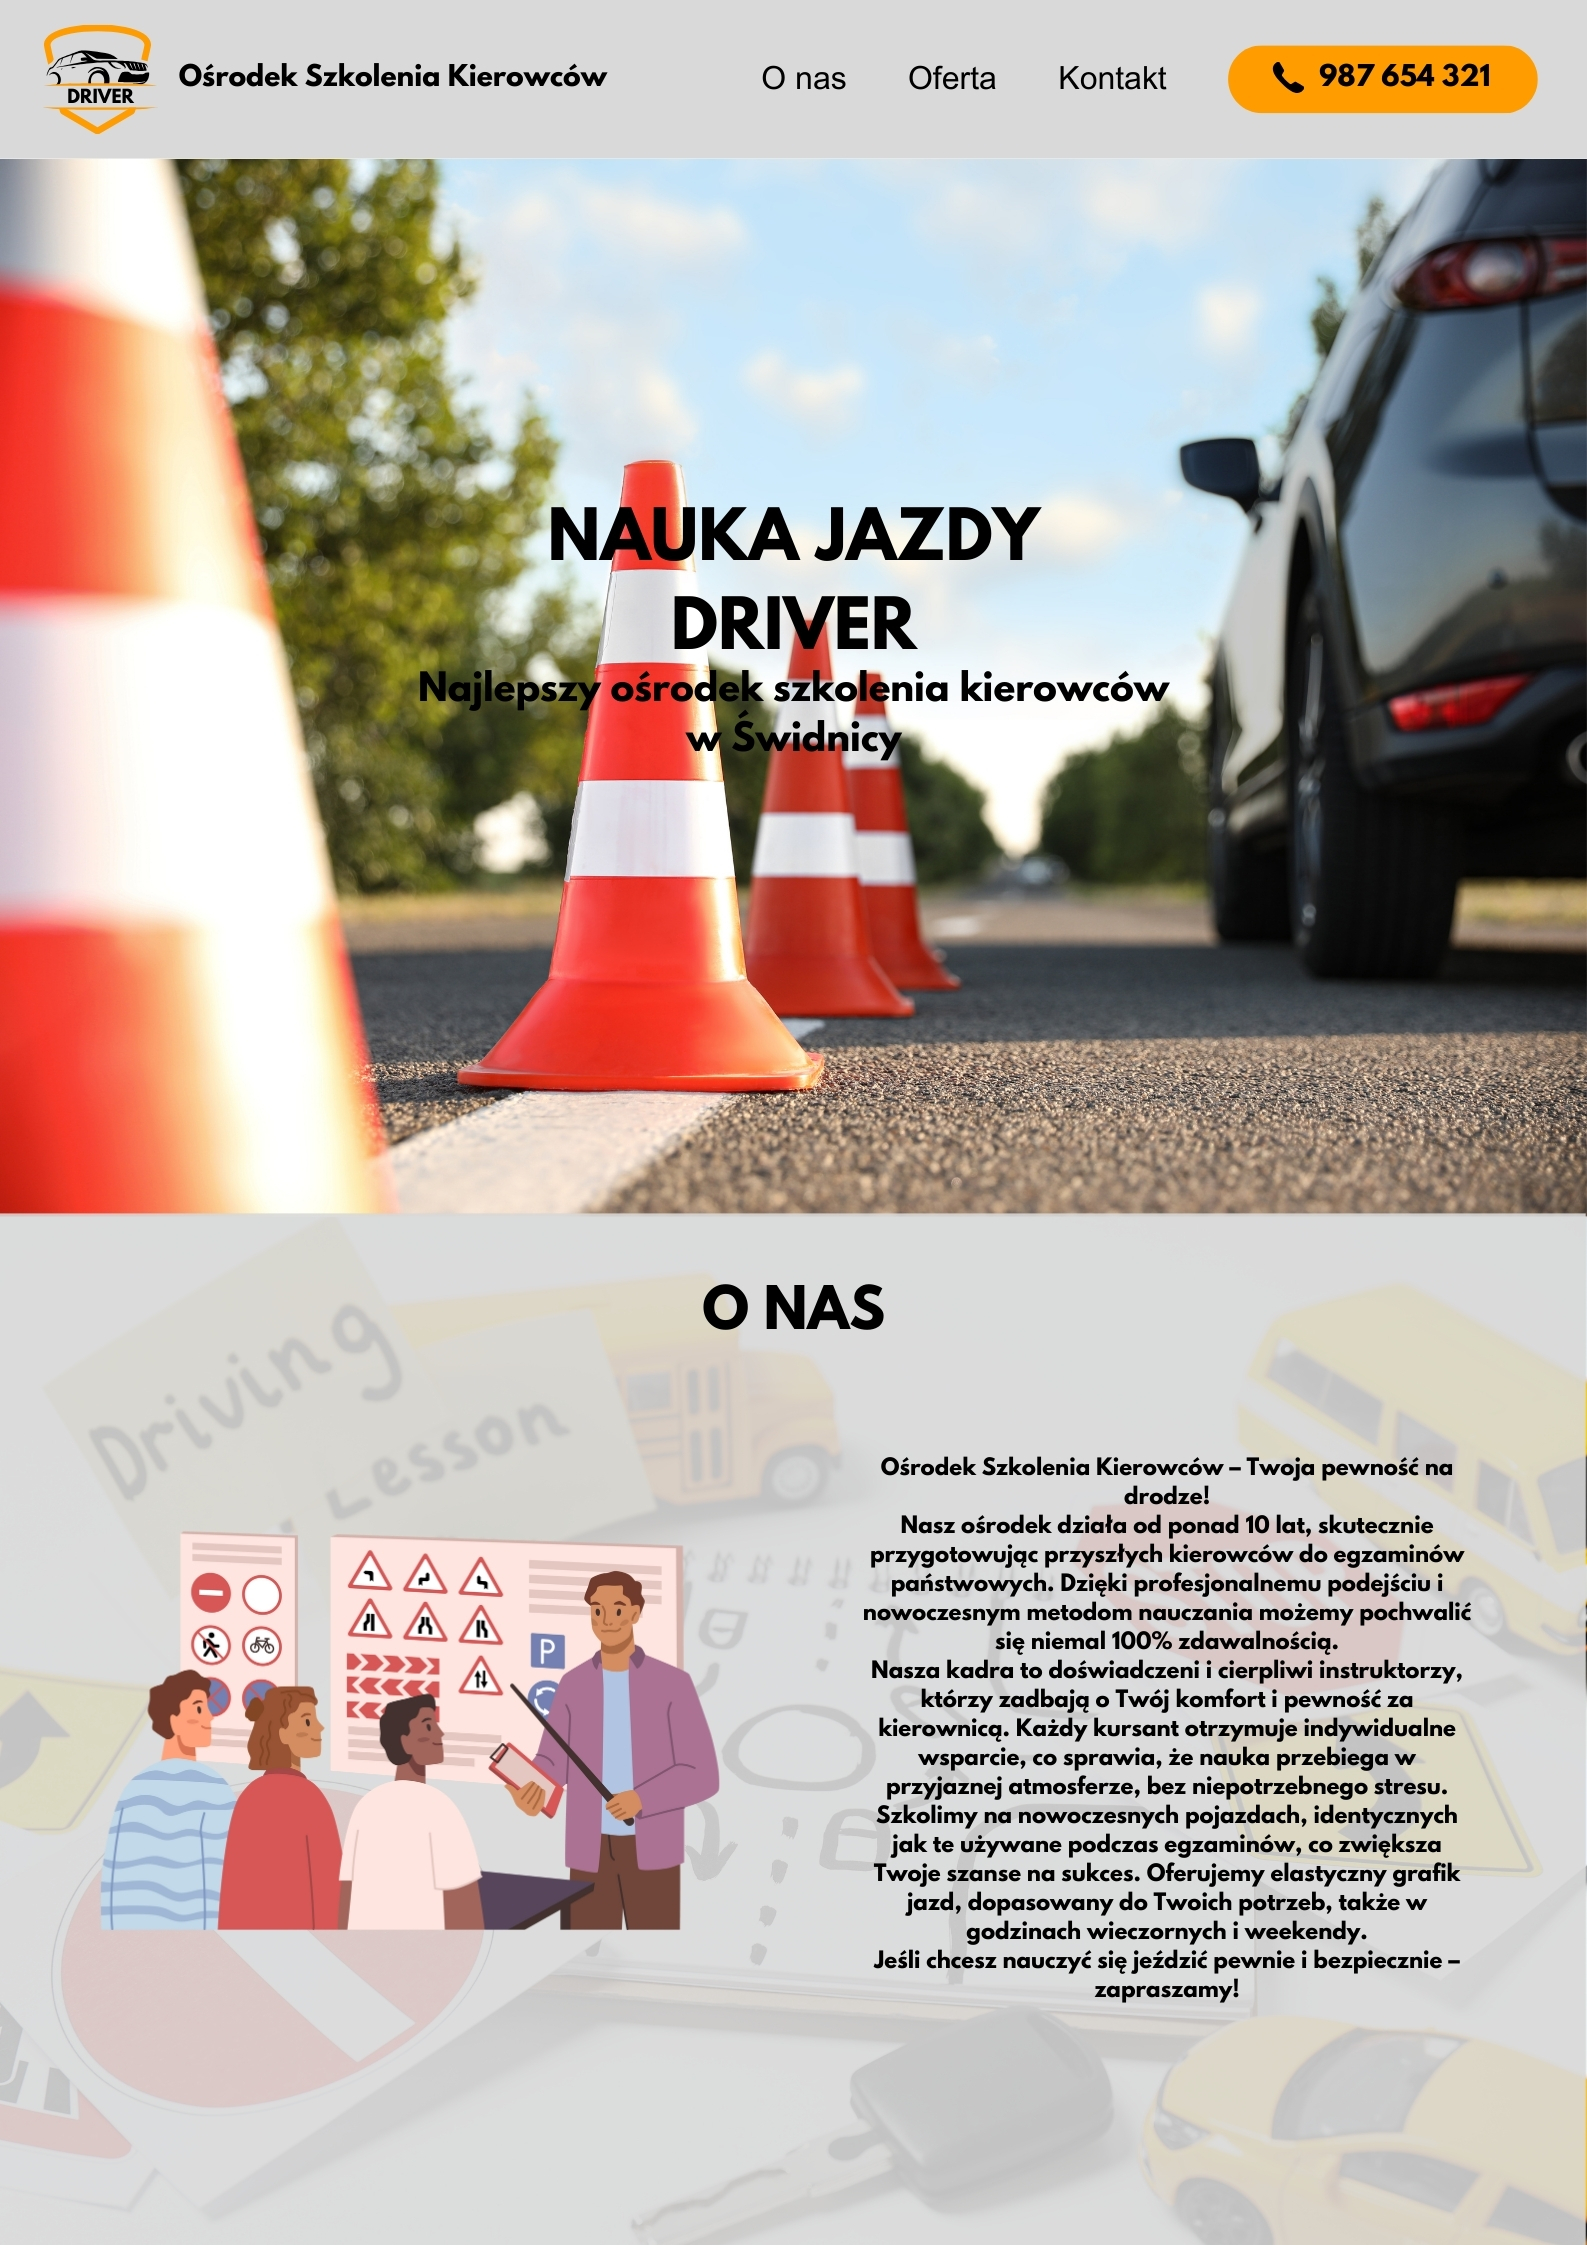 DRIVER
Ośrodek Szkolenia Kierowców
O nas
Oferta
Kontakt
987 654 321
NAUKA JAZDY
DRIVER
Najlepszy ośrodek szkolenia kierowców
w Świdnicy
O NAS
Driving
Lesson
Ośrodek Szkolenia Kierowców – Twoja pewność na
drodze!
Nasz ośrodek działa od ponad 10 lat, skutecznie
przygotowując przyszłych kierowców do egzaminów
państwowych. Dzięki profesjonalnemu podejściu i
nowoczesnym metodom nauczania możemy pochwalić
się niemal 100% zdawalnością.
Nasza kadra to doświadczeni i cierpliwi instruktorzy,
którzy zadbają o Twój komfort i pewność za
kierownicą. Każdy kursant otrzymuje indywidualne
wsparcie, co sprawia, że nauka przebiega w
przyjaznej atmosferze, bez niepotrzebnego stresu.
Szkolimy na nowoczesnych pojazdach, identycznych
jak te używane podczas egzaminów, co zwiększa
Twoje szanse na sukces. Oferujemy elastyczny grafik
jazd, dopasowany do Twoich potrzeb, także w
godzinach wieczornych i weekendy.
Jeśli chcesz nauczyć się jeździć pewnie i bezpiecznie –
zapraszamy!
P